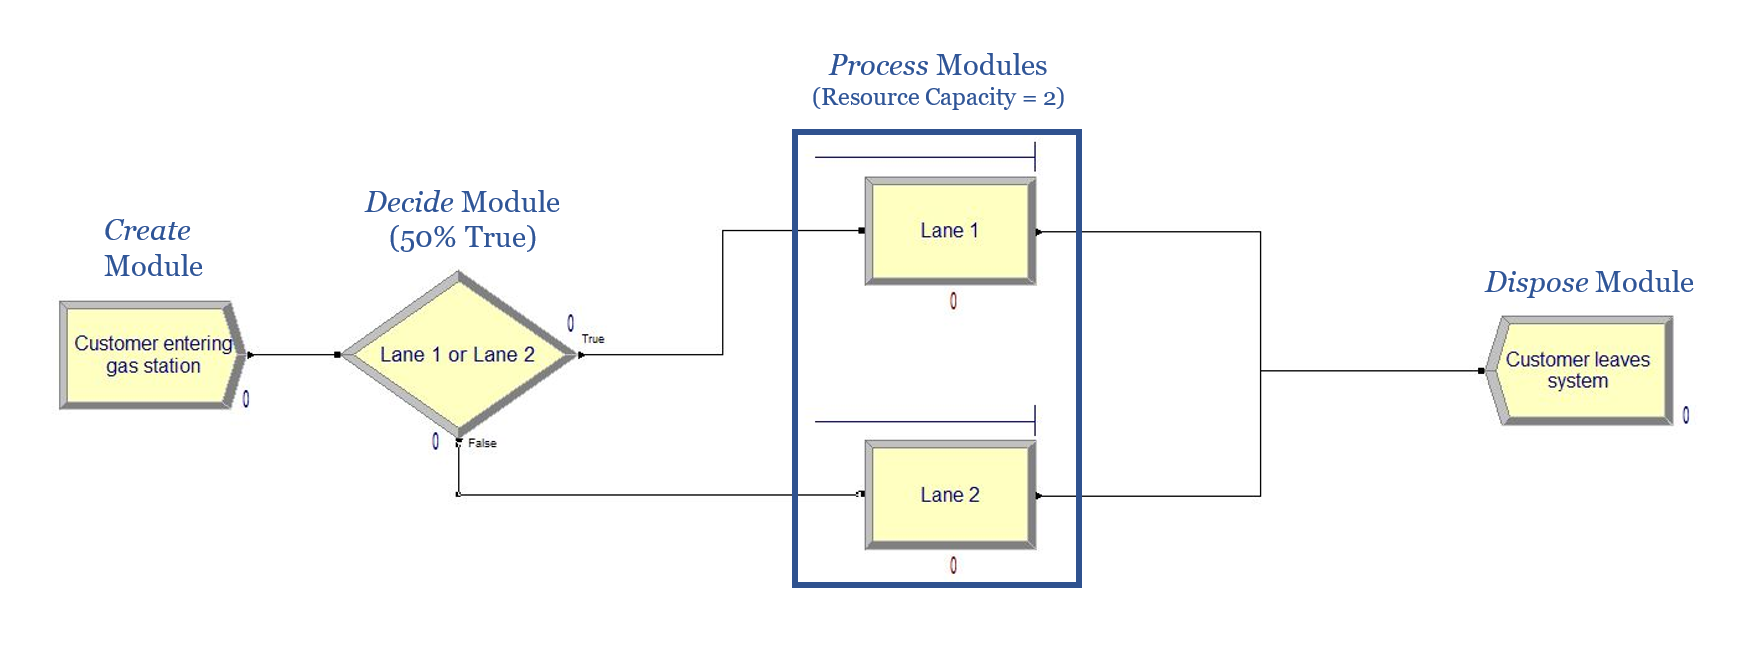 Process Modules
(Resource Capacity = 2)
Decide Module
(50% True)
Create
Module
Customer entering
gas station
0
Lane 1 or Lane 2
0
True
0
False
Lane 1
0
Lane 2
0
Dispose Module
Customer leaves
system
0